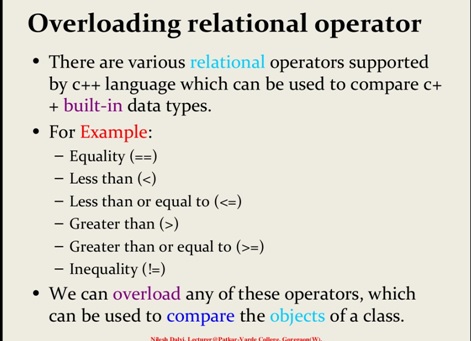 Overloading relational operator
• There are various relational operators supported
by c++ language which can be used to compare c+
+ built-in data types.
• For Example:
– Equality (==)
– Less than (<)
– Less than or equal to (<=)
– Greater than (>)
– Greater than or equal to (>=)
– Inequality (!=)
• We can overload any of these operators, which
can be used to compare the objects of a class.
Nilesh Dalvi, Lecturer@Patkar-Varde College, Goregaon(W).